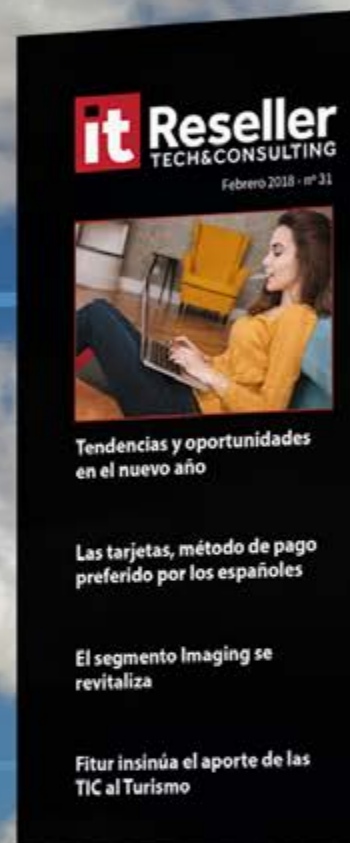 it Reseller
TECH&CONSULTING
Febrero 2018 - nº 31
Tendencias y oportunidades
en el nuevo año
Las tarjetas, método de pago
preferido por los españoles
El segmento Imaging se
revitaliza
Fitur insinúa el aporte de las
TIC al Turismo